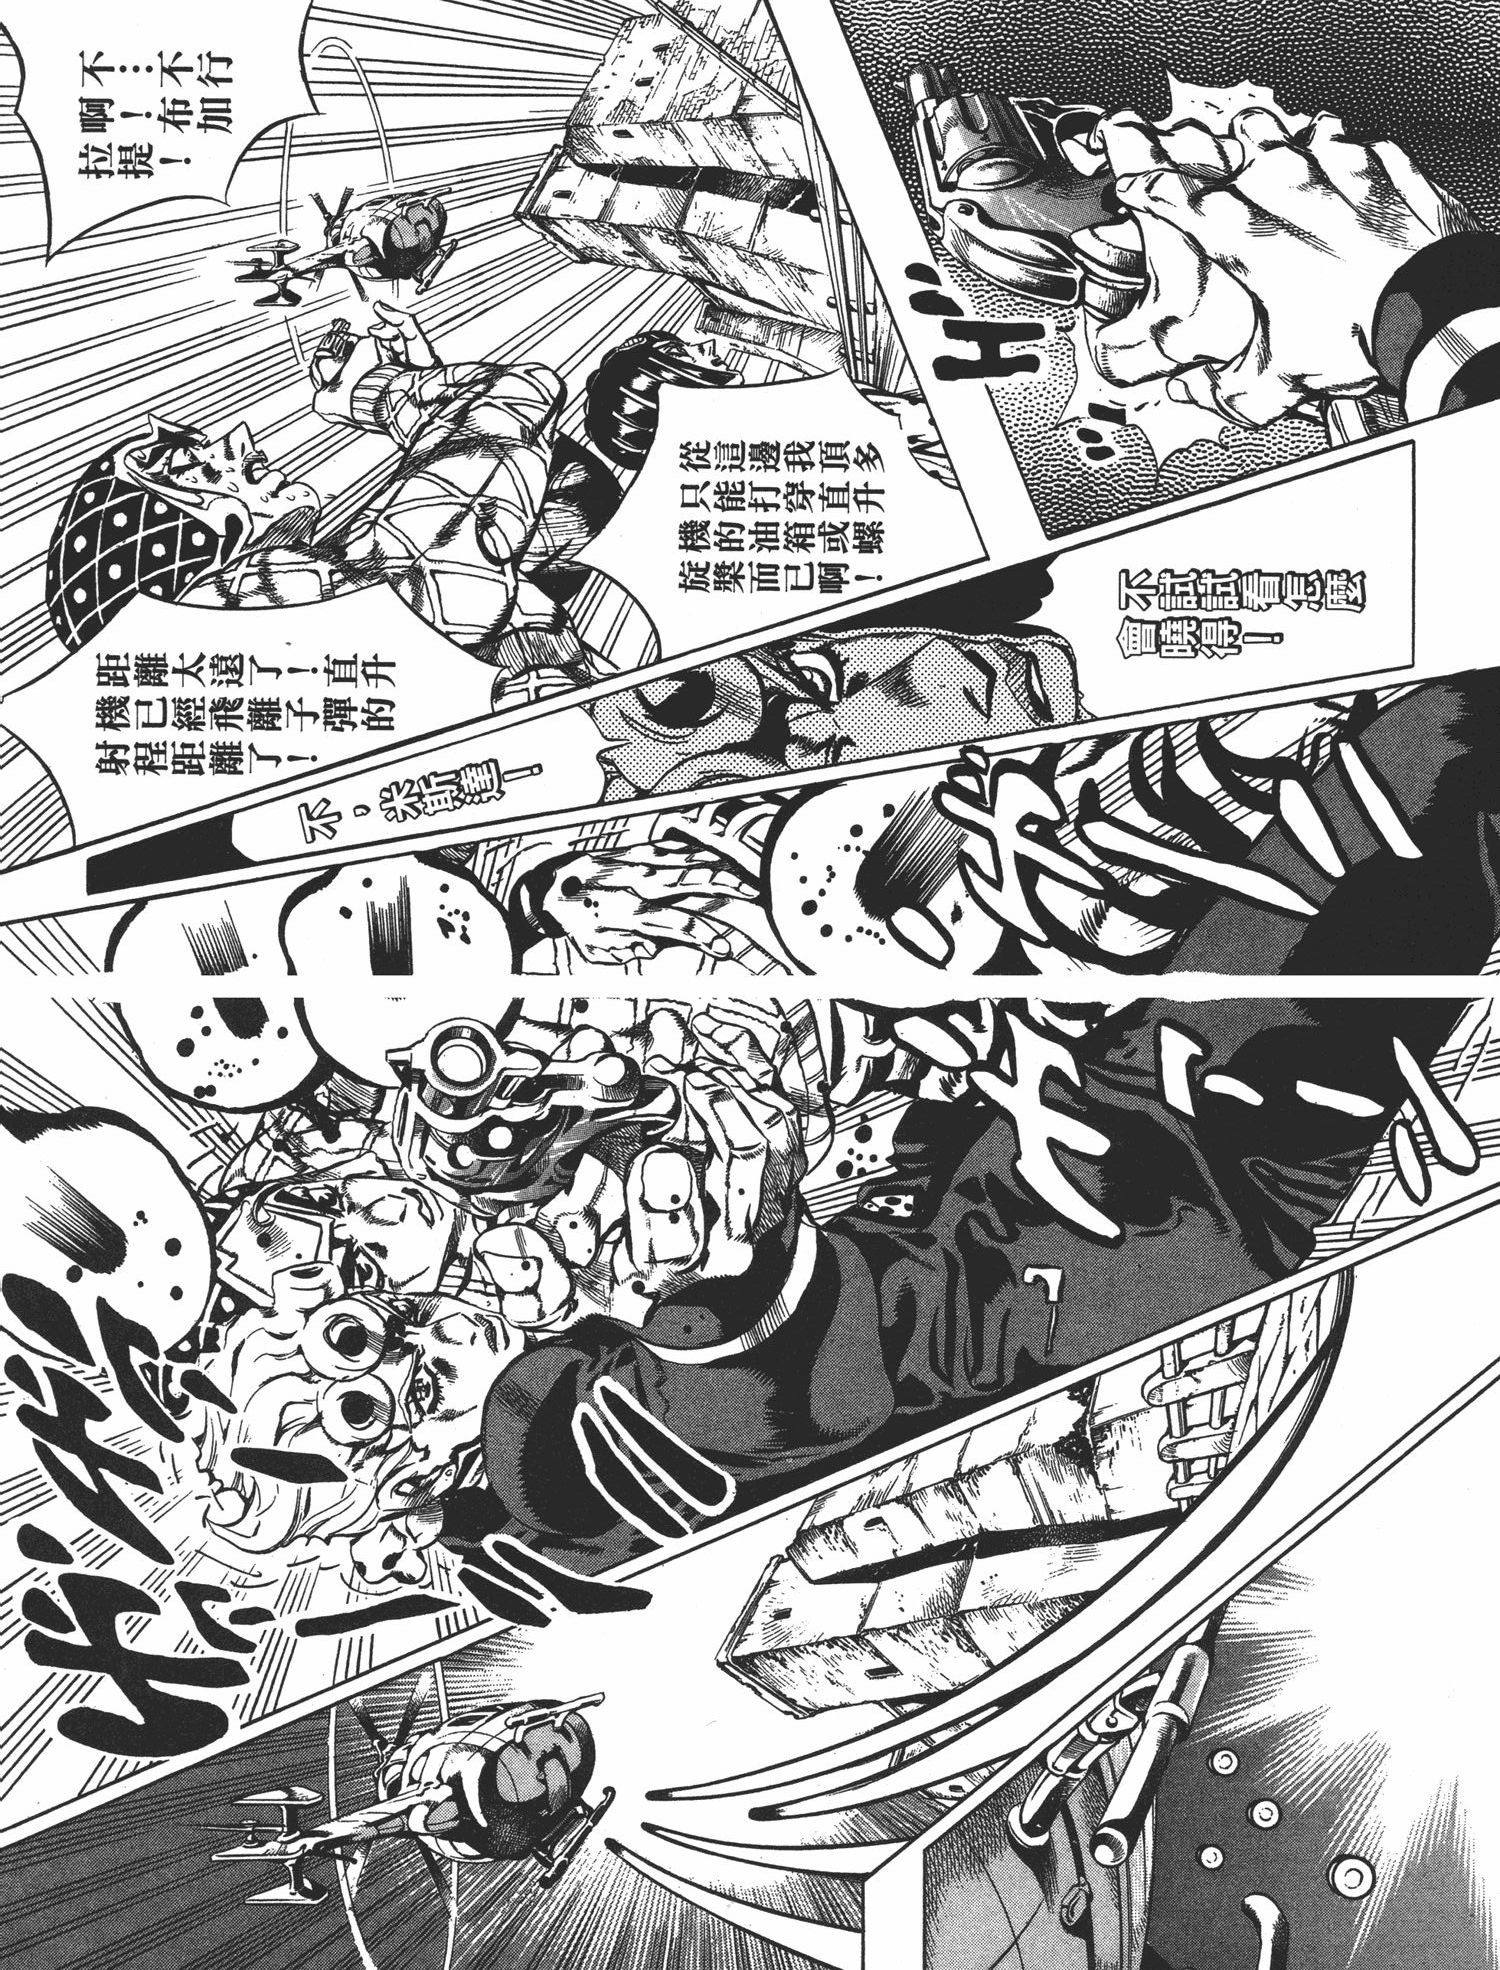 不…不行
啊！布加
拉提！
距離太遠了！直升
機已經飛離子彈的
射程距離了！
從這邊我頂多
只能打穿直升
機的油箱或螺
旋槳而已啊！
不，米斯達！
不試試看怎麼
會曉得！